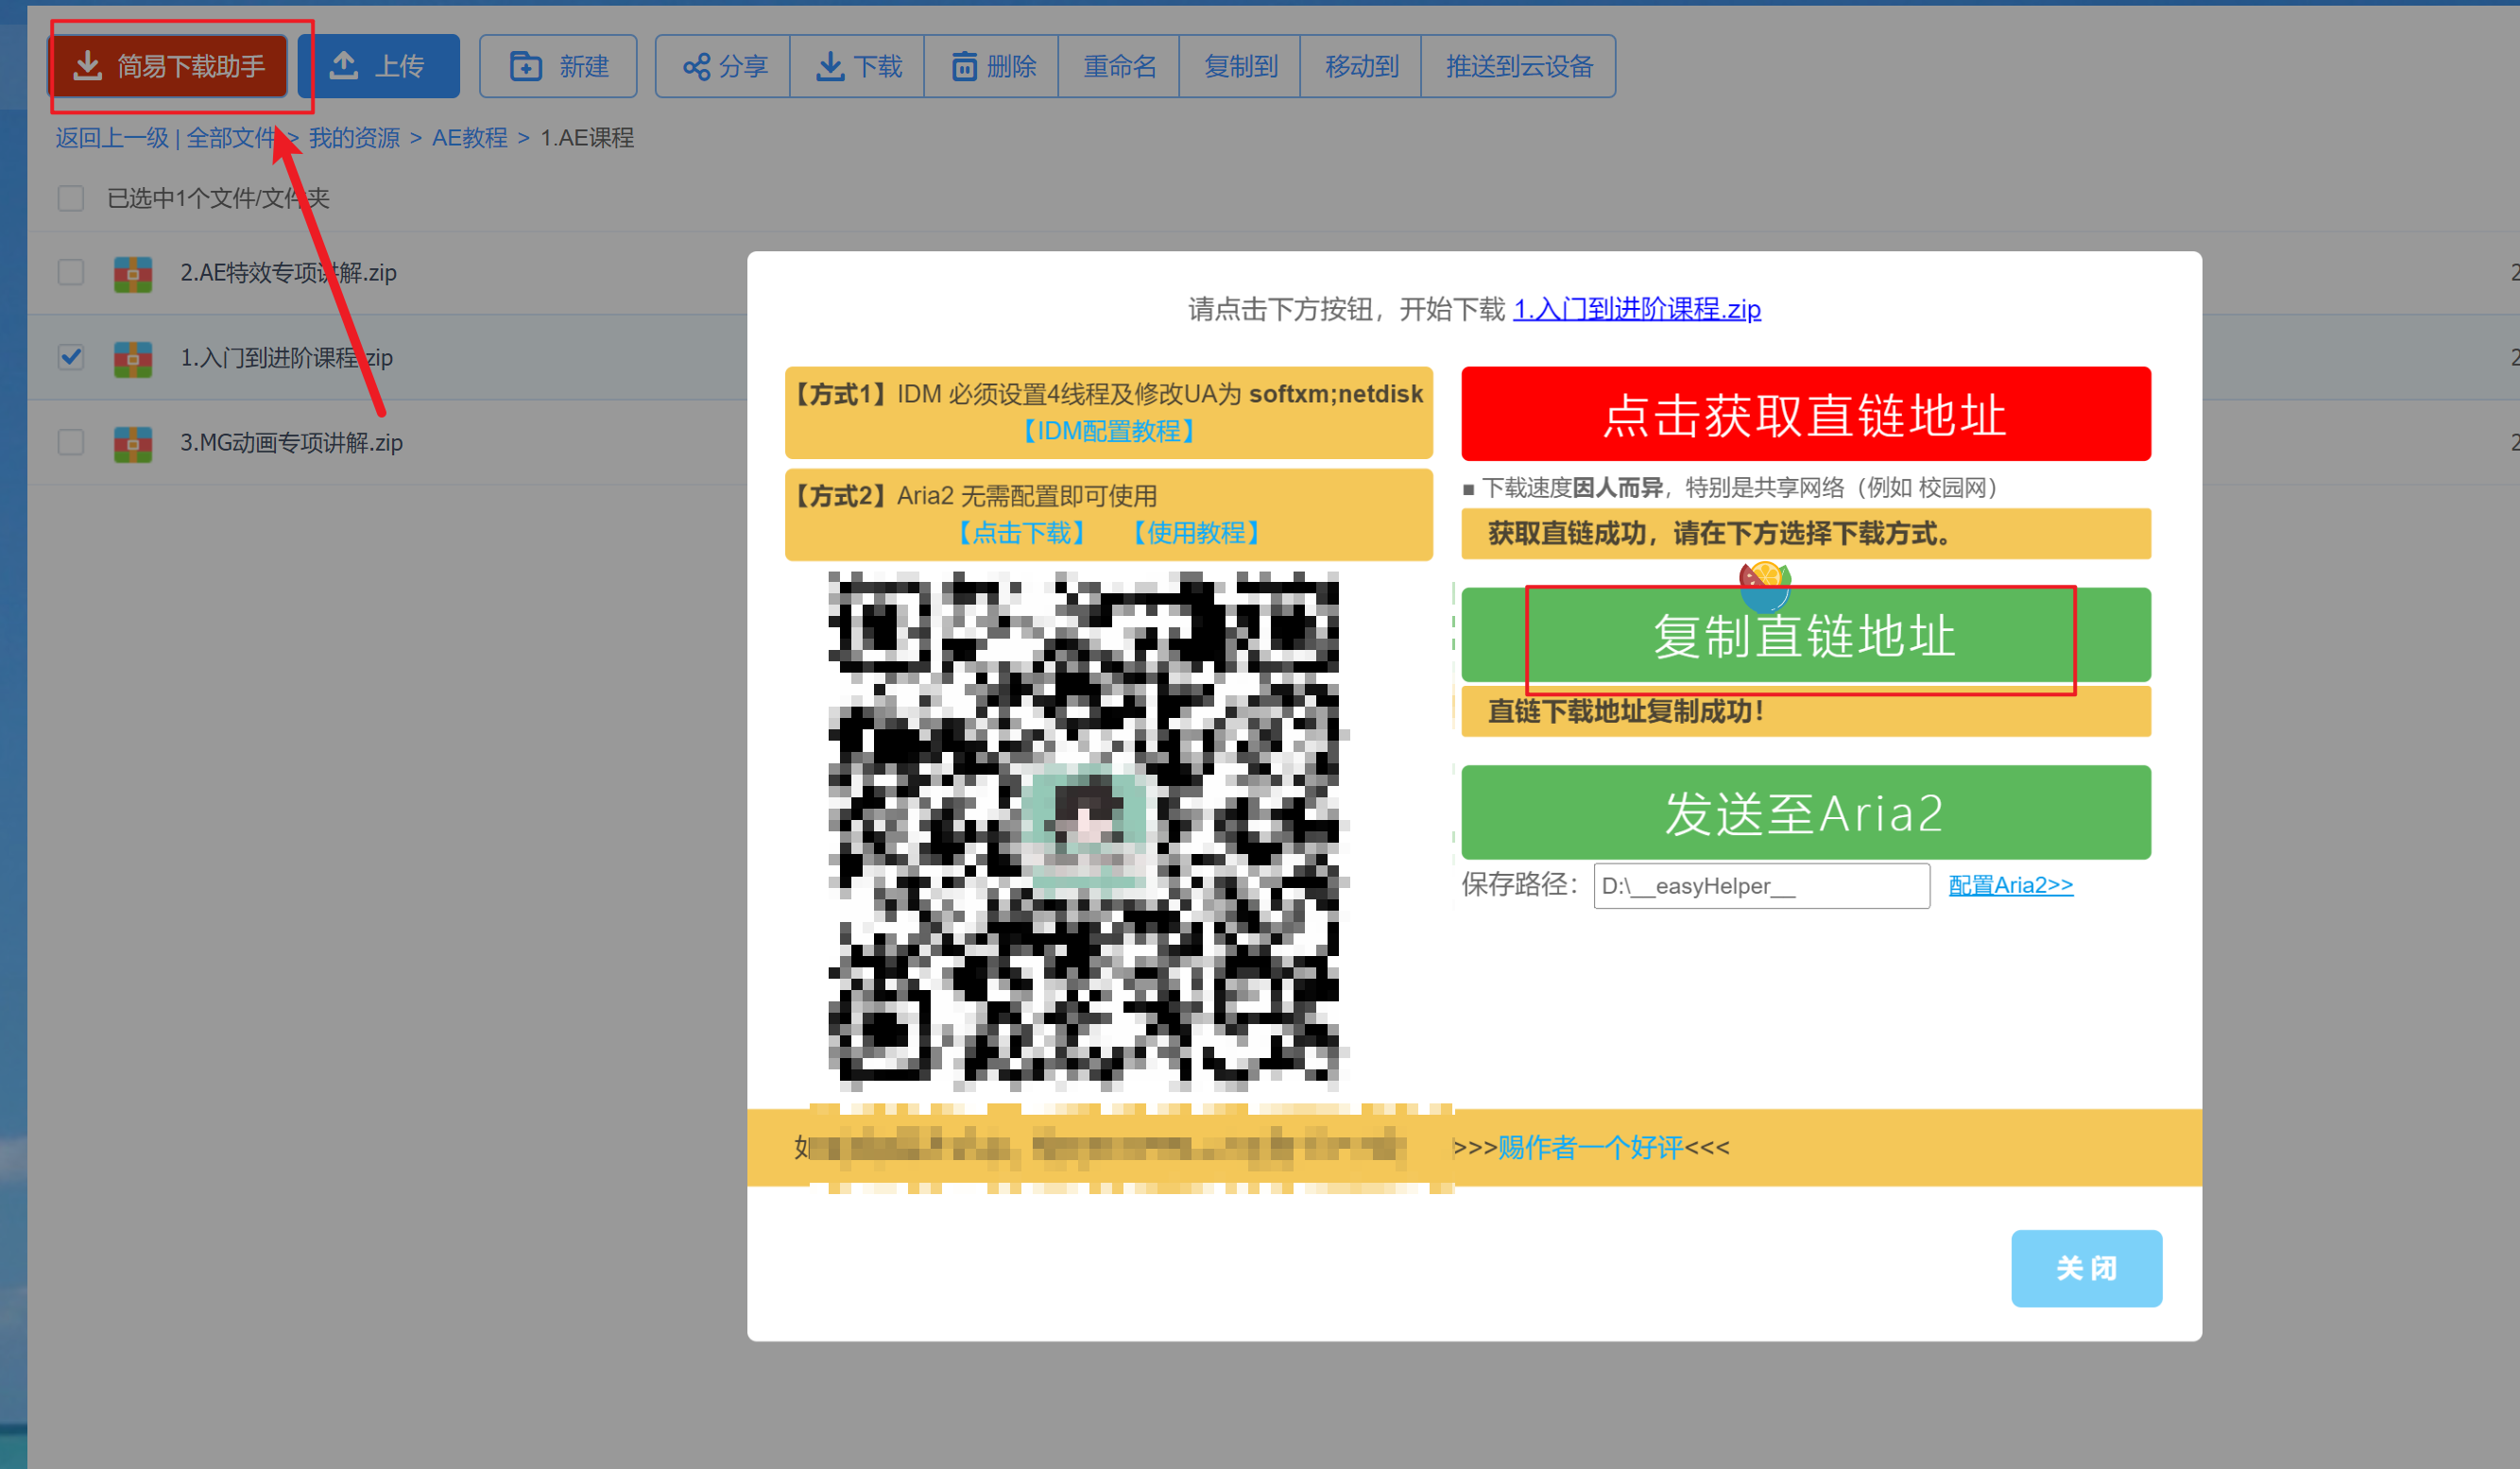 简易下载助手 上传 新建 分享 下载 删除 重命名 复制到 移动到 推送到云设备
返回上一级 | 全部文件 > 我的资源 > AE教程 > 1.AE课程
已选中1个文件/文件夹
2.AE特效专项讲解.zip
1.入门到进阶课程.zip
3.MG动画专项讲解.zip
请点击下方按钮，开始下载 1.入门到进阶课程.zip
【方式1】IDM 必须设置4线程及修改UA为 softxm;netdisk
【IDM配置教程】
【方式2】Aria2 无需配置即可使用
【点击下载】 【使用教程】
点击获取直链地址
■ 下载速度因人而异，特别是共享网络（例如 校园网）
获取直链成功，请在下方选择下载方式。
复制直链地址
直链下载地址复制成功！
发送至Aria2
保存路径： D:\__easyHelper__ 配置Aria2>>
>>>赐作者一个好评<<<
关 闭